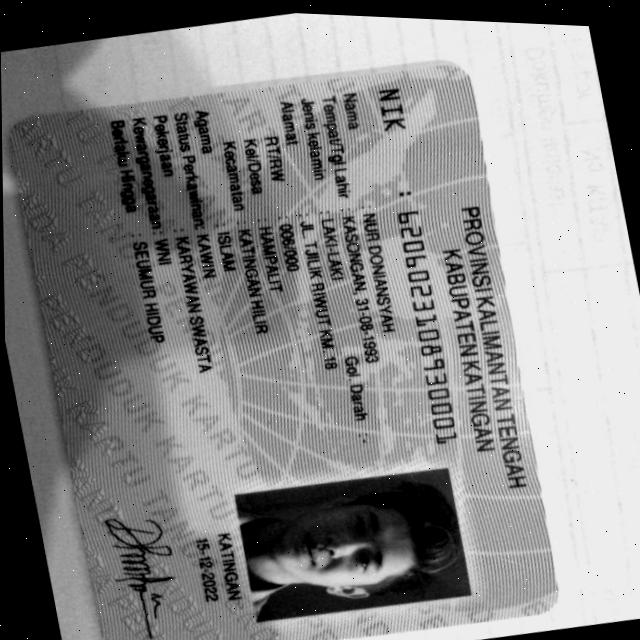 PROVINSI KALIMANTAN TENGAH
KABUPATEN KATINGAN
NIK : 6206023108930001
Nama : NUR DONIANSYAH
Tempat/Tgl Lahir : KASONGAN, 31-08-1993
Jenis kelamin : LAKI-LAKI Gol. Darah : -
Alamat : JL. TJILIK RIWUT KM. 18
RT/RW : 006/000
Kel/Desa : HAMPALIT
Kecamatan : KATINGAN HILIR
Agama : ISLAM
Status Perkawinan: KAWIN
Pekerjaan : KARYAWAN SWASTA
Kewarganegaraan: WNI
Berlaku Hingga : SEUMUR HIDUP
KATINGAN
15-12-2022